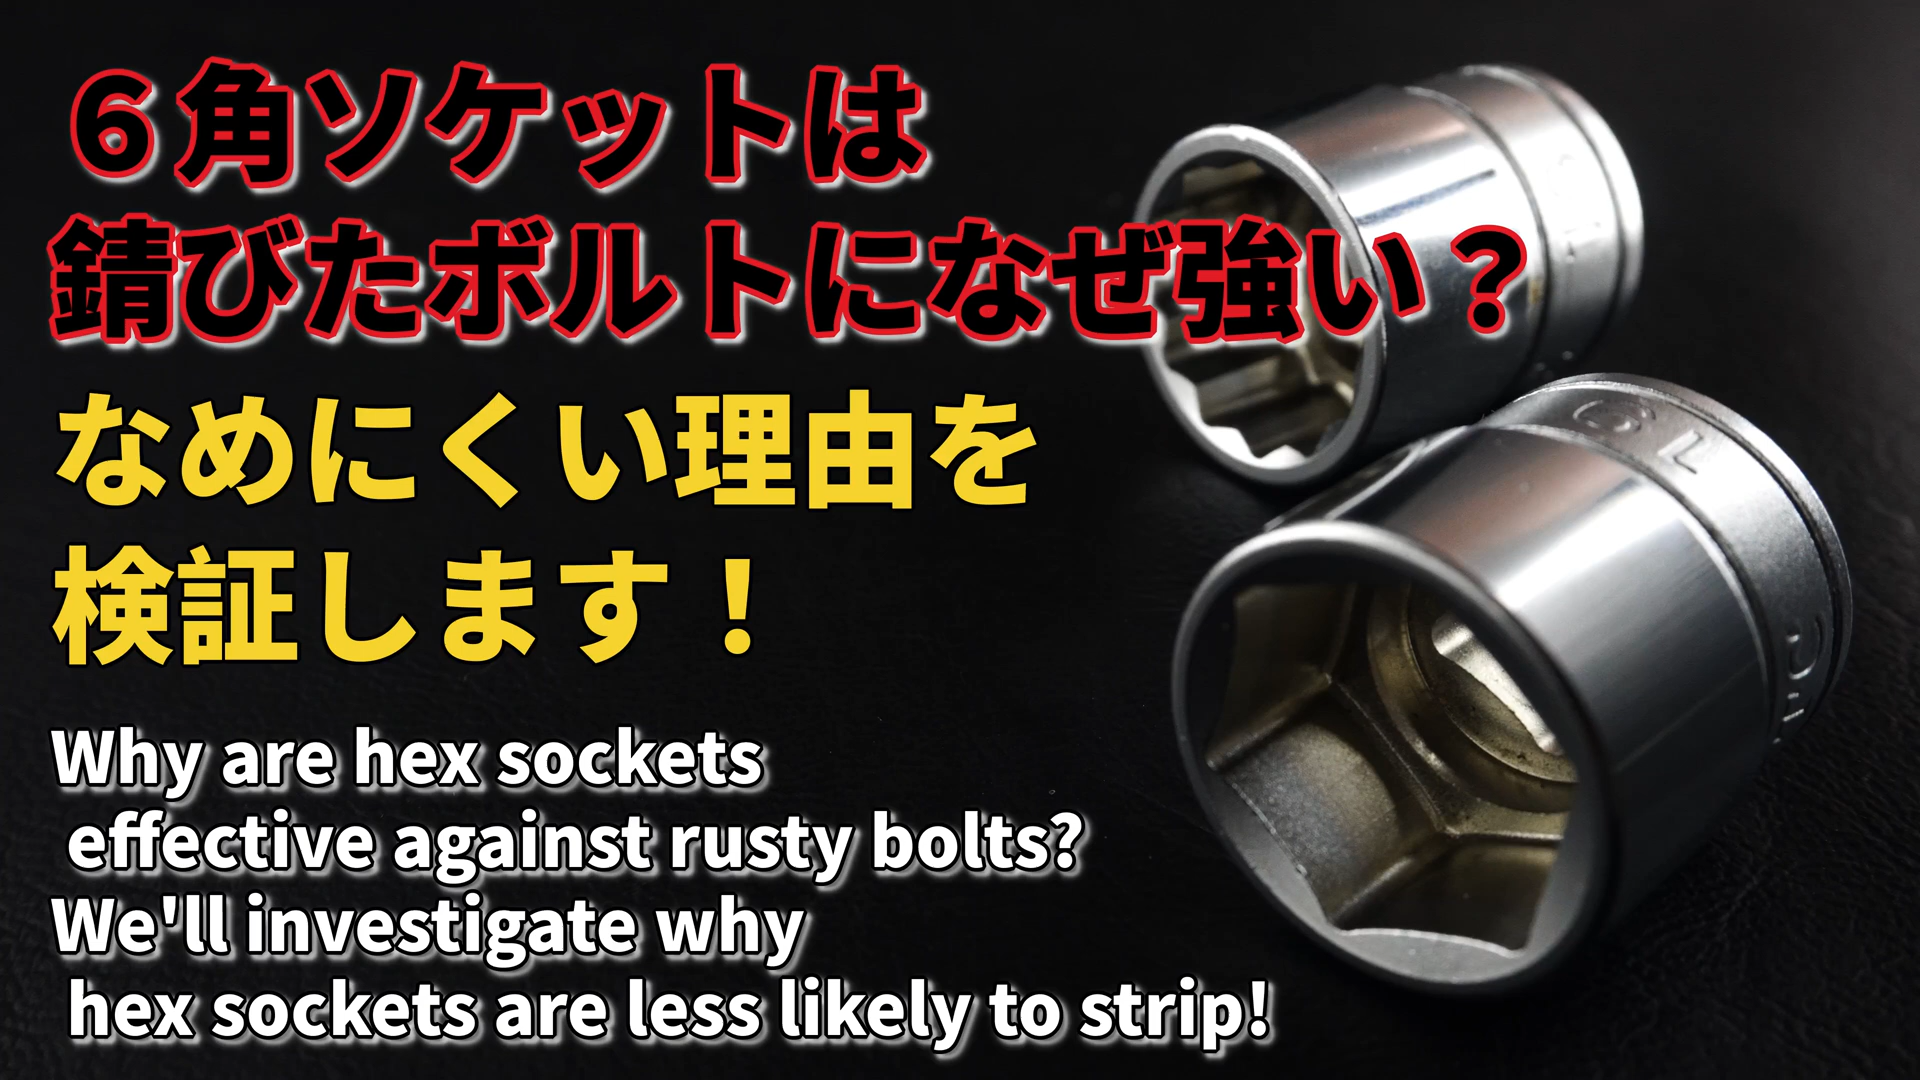 ６角ソケットは
錆びたボルトになぜ強い？
なめにくい理由を
検証します！
Why are hex sockets
effective against rusty bolts?
We'll investigate why
hex sockets are less likely to strip!